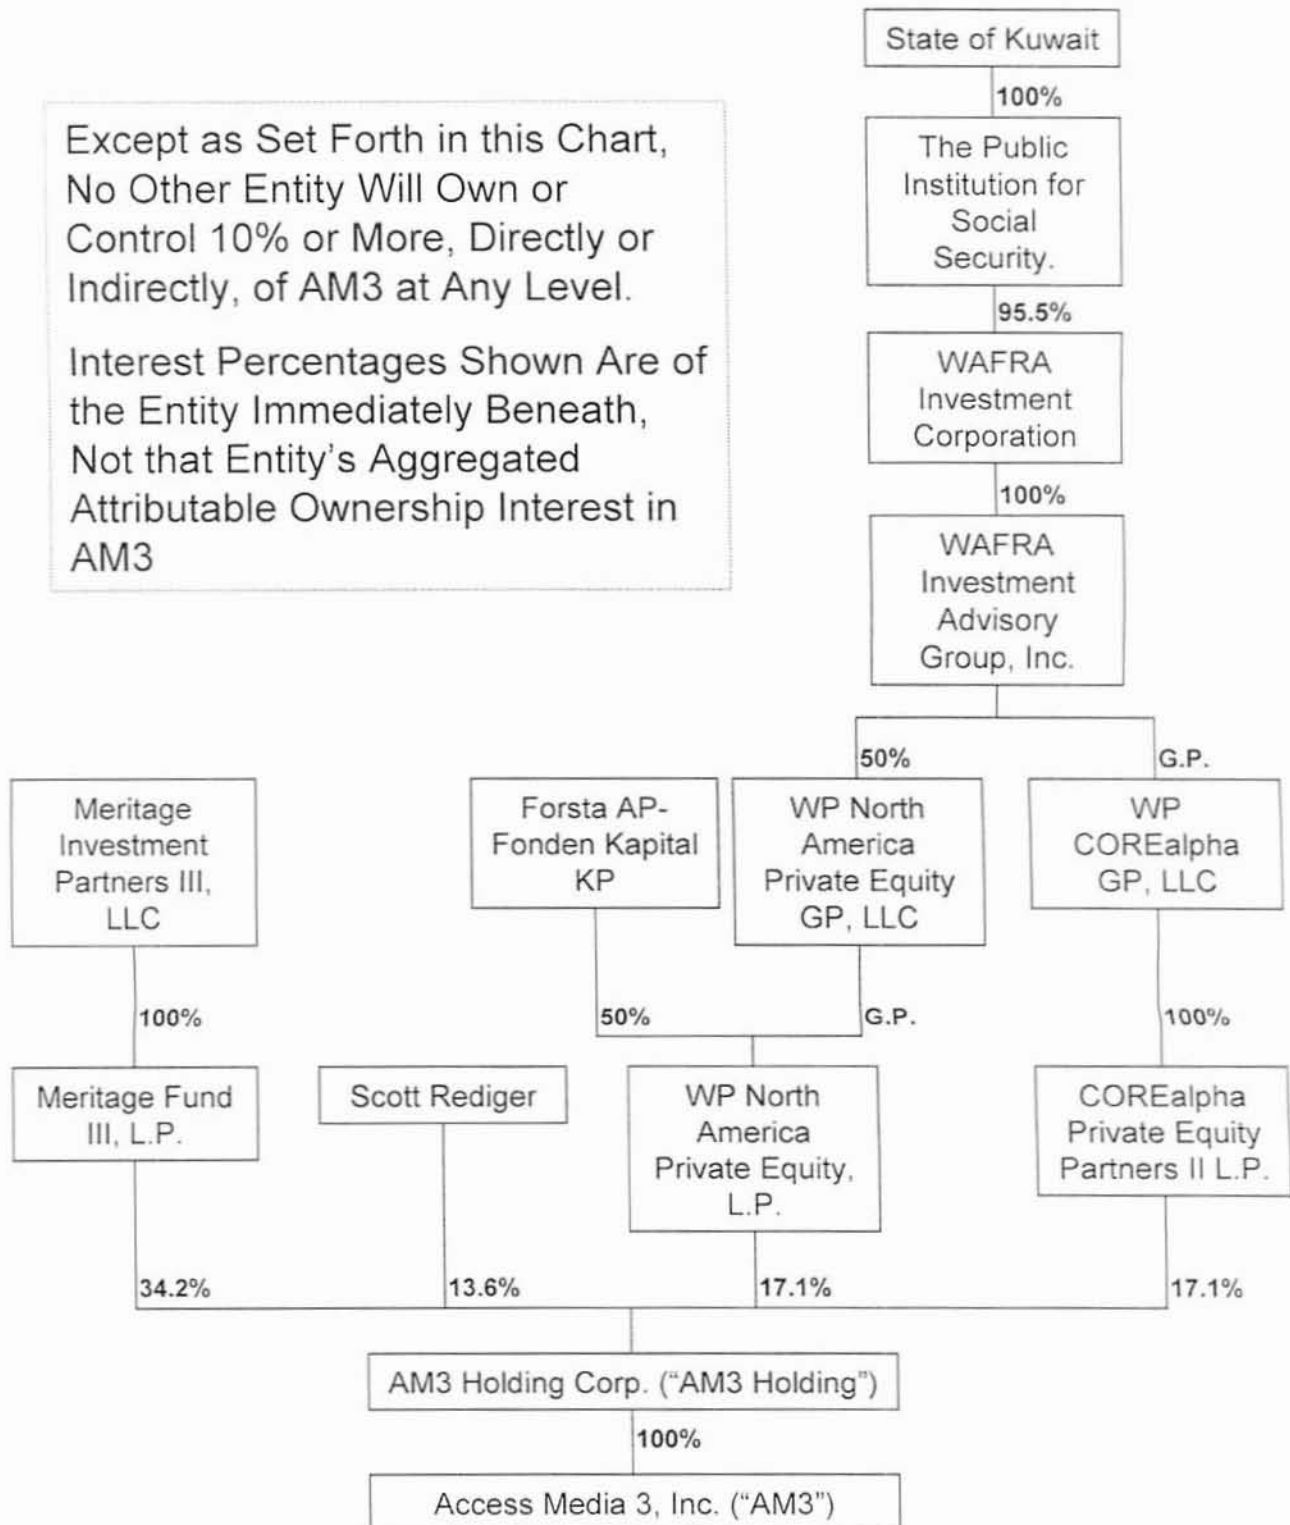 State of Kuwait
100%
Except as Set Forth in this Chart,
No Other Entity Will Own or
Control 10% or More, Directly or
Indirectly, of AM3 at Any Level.
Interest Percentages Shown Are of
the Entity Immediately Beneath,
Not that Entity's Aggregated
Attributable Ownership Interest in
AM3
The Public
Institution for
Social
Security.
95.5%
WAFRA
Investment
Corporation
100%
WAFRA
Investment
Advisory
Group, Inc.
50%
G.P.
Meritage
Investment
Partners III,
LLC
Forsta AP-
Fonden Kapital
KP
WP North
America
Private Equity
GP, LLC
WP
COREalpha
GP, LLC
100%
50%
G.P.
100%
Meritage Fund
III, L.P.
Scott Rediger
WP North
America
Private Equity,
L.P.
COREalpha
Private Equity
Partners II L.P.
34.2%
13.6%
17.1%
17.1%
AM3 Holding Corp. ("AM3 Holding")
100%
Access Media 3, Inc. ("AM3")